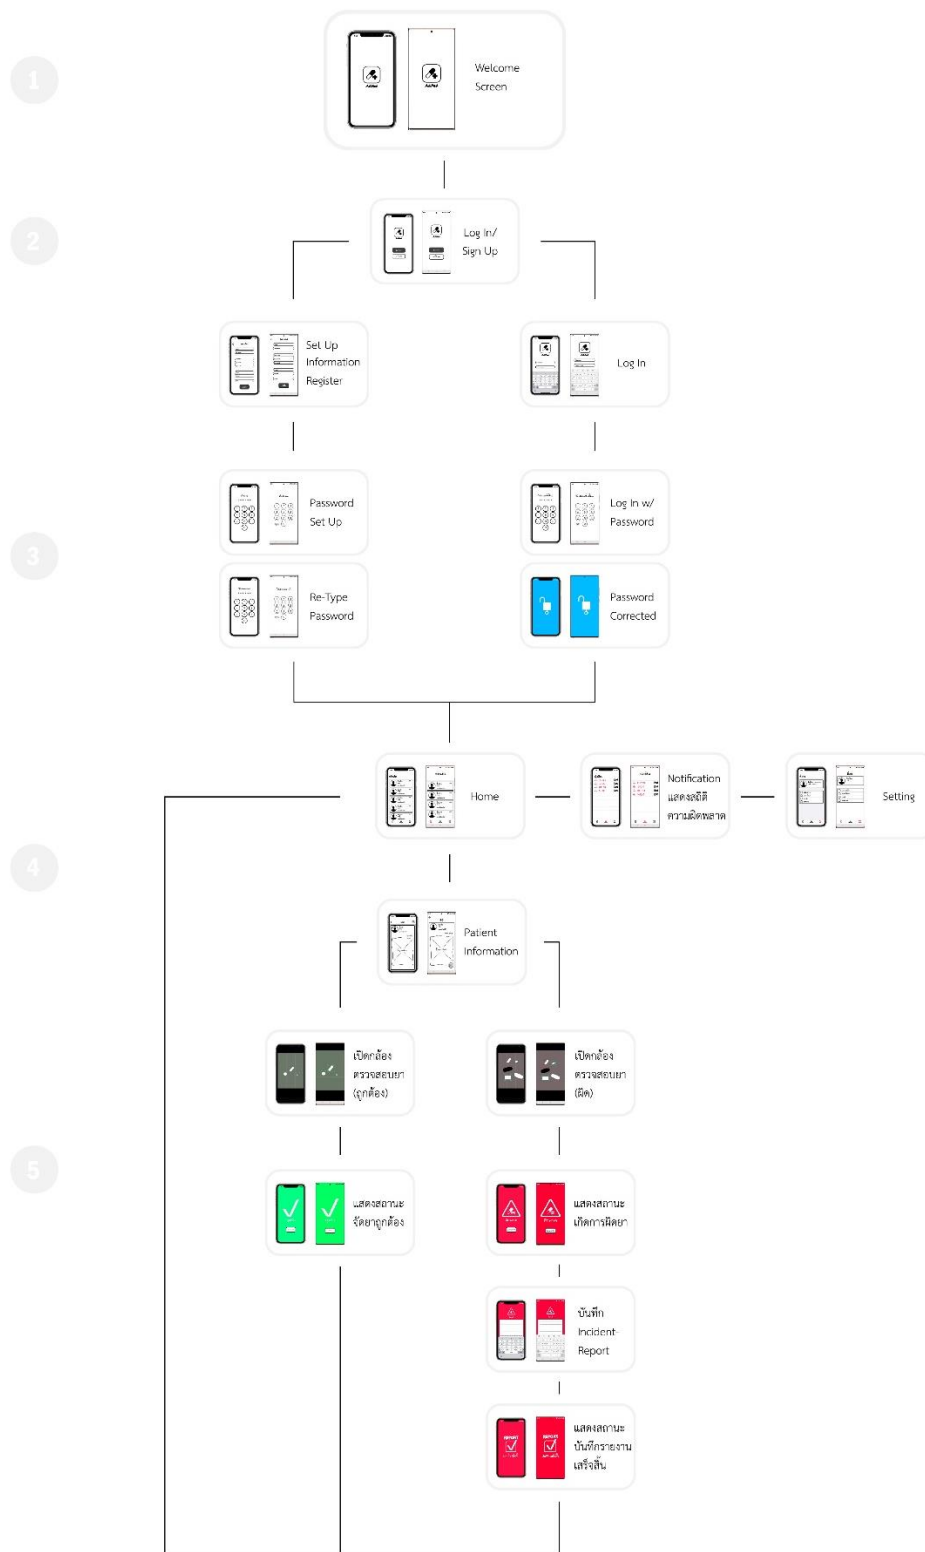 1
Welcome
Screen
2
Log In/
Sign Up
Set Up
Information
Register
Log In
3
Password
Set Up
Log In w/
Password
Re-Type
Password
Password
Corrected
Home
Notification
แสดงสถิติ
ความผิดพลาด
Setting
4
Patient
Information
เปิดกล้อง
ตรวจสอบยา
(ถูกต้อง)
เปิดกล้อง
ตรวจสอบยา
(ผิด)
5
แสดงสถานะ
จัดยาถูกต้อง
แสดงสถานะ
เกิดการผิดยา
บันทึก
Incident-
Report
แสดงสถานะ
บันทึกรายงาน
เสร็จสิ้น